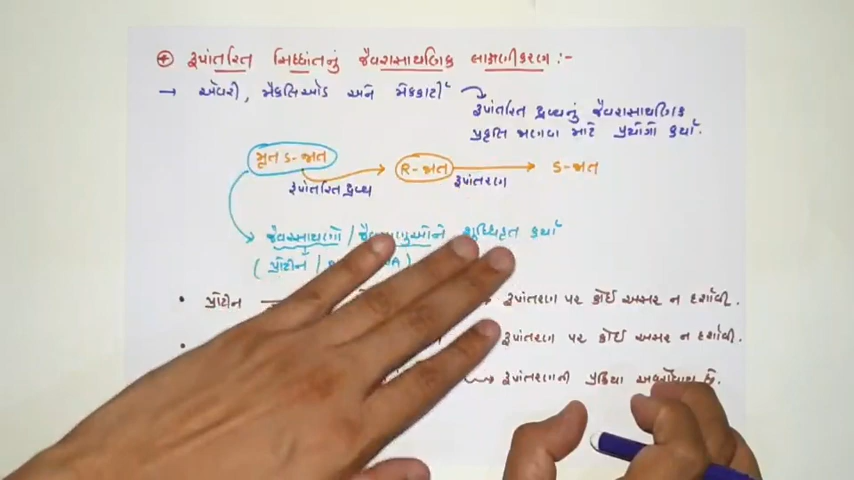 રૂપાંતરિત સિદ્ધાંતનું જૈવરાસાયણિક લાક્ષણીકરણ :-
→ એવરી, મૈકલિઓડ અને મેકકાર્ટી
રૂપાંતરિત દ્રવ્યનું જૈવરાસાયણિક
પ્રકૃતિ જાણવા માટે પ્રયોગો કર્યા.
મૃત S-જાત
રૂપાંતરિત દ્રવ્ય
R-જાત
રૂપાંતરણ
S-જાત
જૈવરસાયણો / કર્યા
(પ્રોટીન /
• પ્રોટીન રૂપાંતરણ પર કોઈ અસર ન દર્શાવી.
• રૂપાંતરણ પર કોઈ અસર ન દર્શાવી.
રૂપાંતરણની પ્રક્રિયા